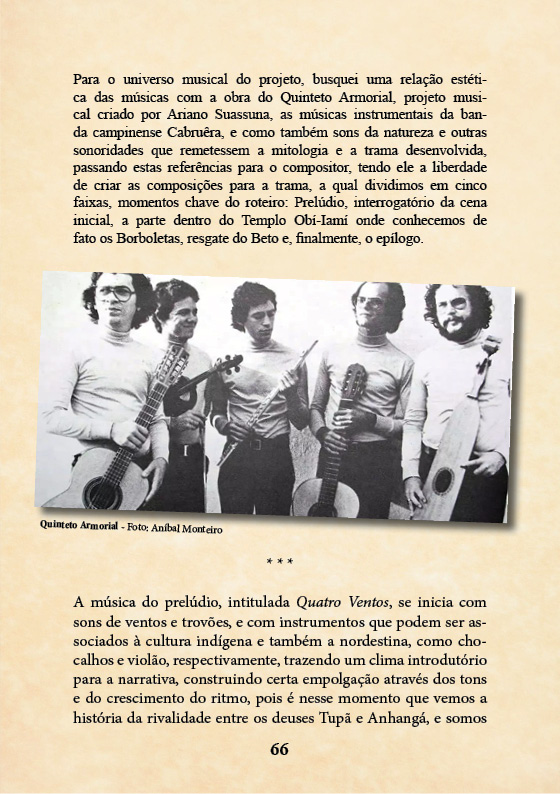 Para o universo musical do projeto, busquei uma relação estéti-
ca das músicas com a obra do Quinteto Armorial, projeto musi-
cal criado por Ariano Suassuna, as músicas instrumentais da ban-
da campinense Cabruêra, e como também sons da natureza e outras
sonoridades que remetessem a mitologia e a trama desenvolvida,
passando estas referências para o compositor, tendo ele a liberdade
de criar as composições para a trama, a qual dividimos em cinco
faixas, momentos chave do roteiro: Prelúdio, interrogatório da cena
inicial, a parte dentro do Templo Obí-Iamí onde conhecemos de
fato os Borboletas, resgate do Beto e, finalmente, o epílogo.
Quinteto Armorial - Foto: Aníbal Monteiro
* * *
A música do prelúdio, intitulada Quatro Ventos, se inicia com
sons de ventos e trovões, e com instrumentos que podem ser as-
sociados à cultura indígena e também a nordestina, como cho-
calhos e violão, respectivamente, trazendo um clima introdutório
para a narrativa, construindo certa empolgação através dos tons
e do crescimento do ritmo, pois é nesse momento que vemos a
história da rivalidade entre os deuses Tupã e Anhangá, e somos
66